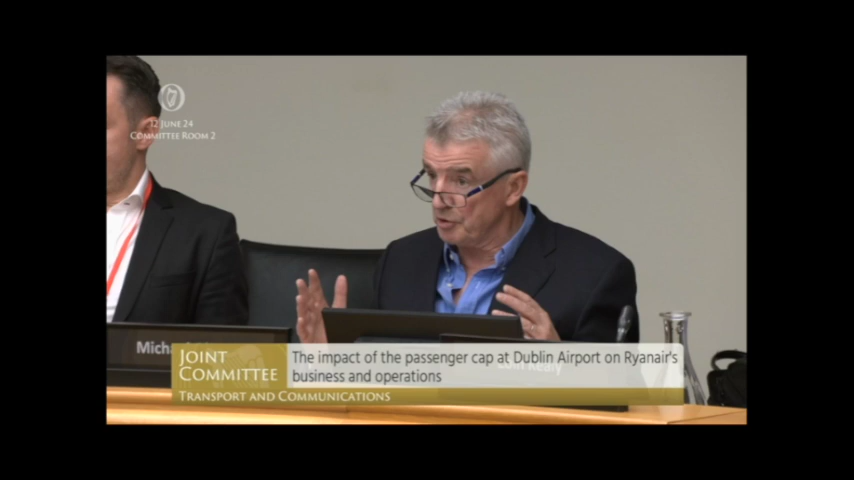 12 JUNE 24
COMMITTEE ROOM 2
JOINT
COMMITTEE
The impact of the passenger cap at Dublin Airport on Ryanair's
business and operations
TRANSPORT AND COMMUNICATIONS
Keary